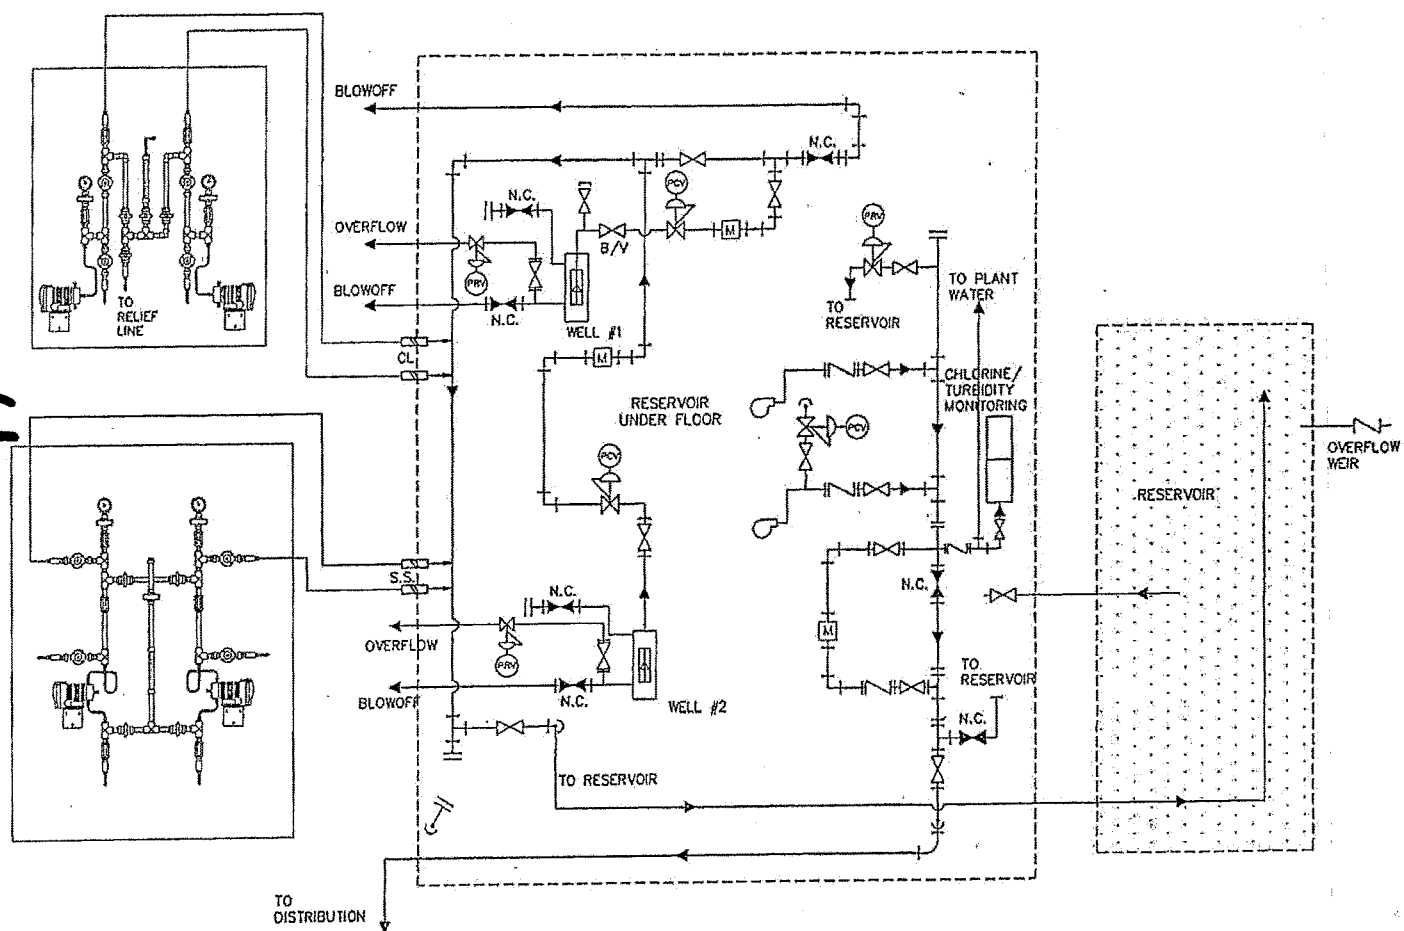 BLOWOFF
N.C.
PCV
N.C.
OVERFLOW
B/V
M
PRV
PRV
BLOWOFF
N.C.
WELL #1
TO
RELIEF
LINE
TO
RESERVOIR
TO PLANT
WATER
CL
M
CHLORINE/
TURBIDITY
MONITORING
RESERVOIR
UNDER FLOOR
PCV
PCV
OVERFLOW
WEIR
RESERVOIR
S.S.
N.C.
N.C.
M
OVERFLOW
PRV
TO
RESERVOIR
BLOWOFF
N.C.
WELL #2
N.C.
TO RESERVOIR
TO
DISTRIBUTION